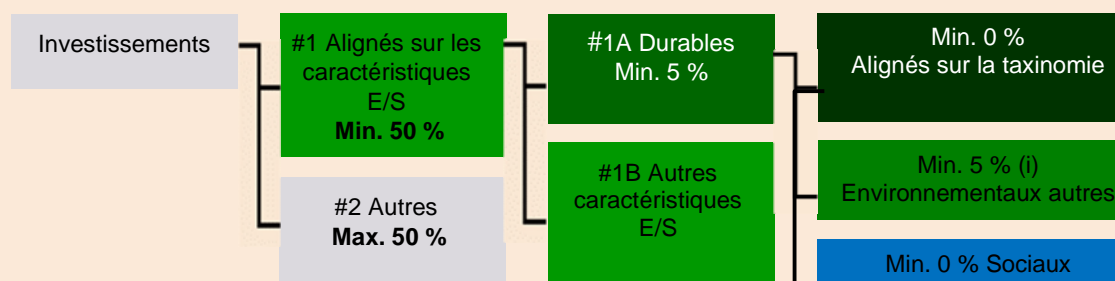 Investissements
#1 Alignés sur les
caractéristiques
E/S
Min. 50 %
#2 Autres
Max. 50 %
#1A Durables
Min. 5 %
#1B Autres
caractéristiques
E/S
Min. 0 %
Alignés sur la taxinomie
Min. 5 % (i)
Environnementaux autres
Min. 0 % Sociaux